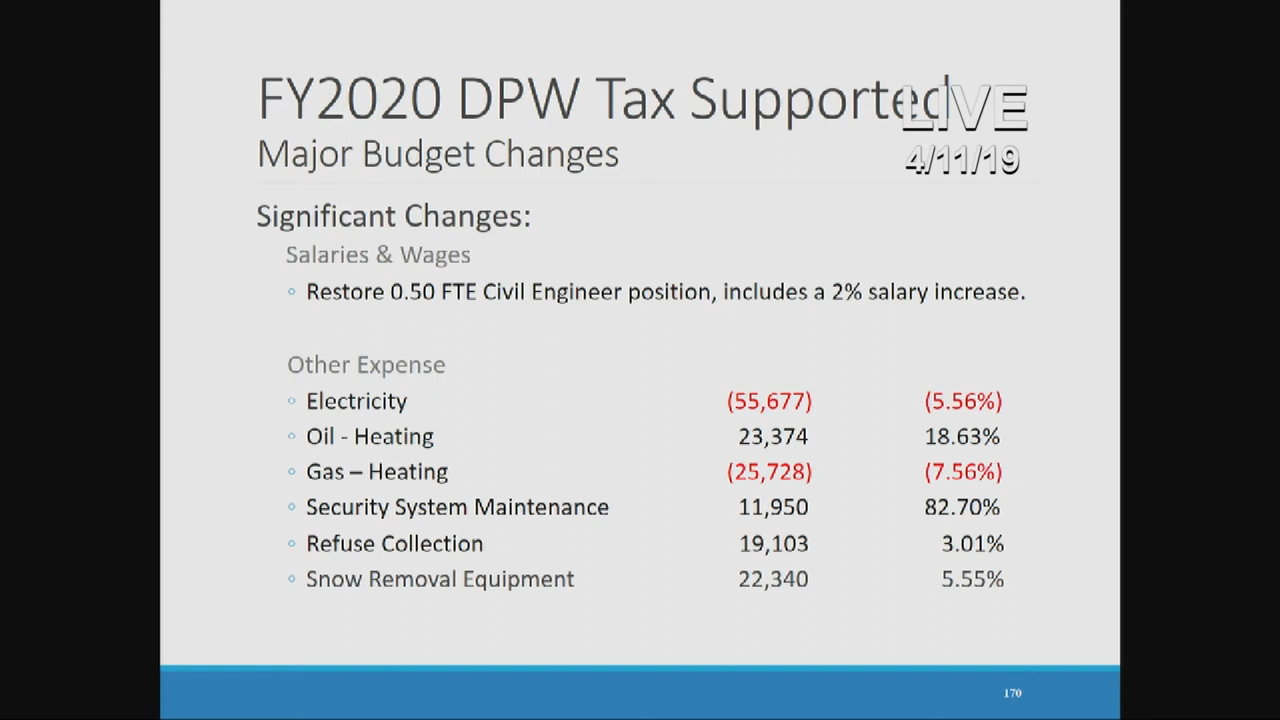 FY2020 DPW Tax Supported
LIVE
Major Budget Changes
4/11/19
Significant Changes:
Salaries & Wages
◦ Restore 0.50 FTE Civil Engineer position, includes a 2% salary increase.
Other Expense
◦ Electricity (55,677) (5.56%)
◦ Oil - Heating 23,374 18.63%
◦ Gas – Heating (25,728) (7.56%)
◦ Security System Maintenance 11,950 82.70%
◦ Refuse Collection 19,103 3.01%
◦ Snow Removal Equipment 22,340 5.55%
170